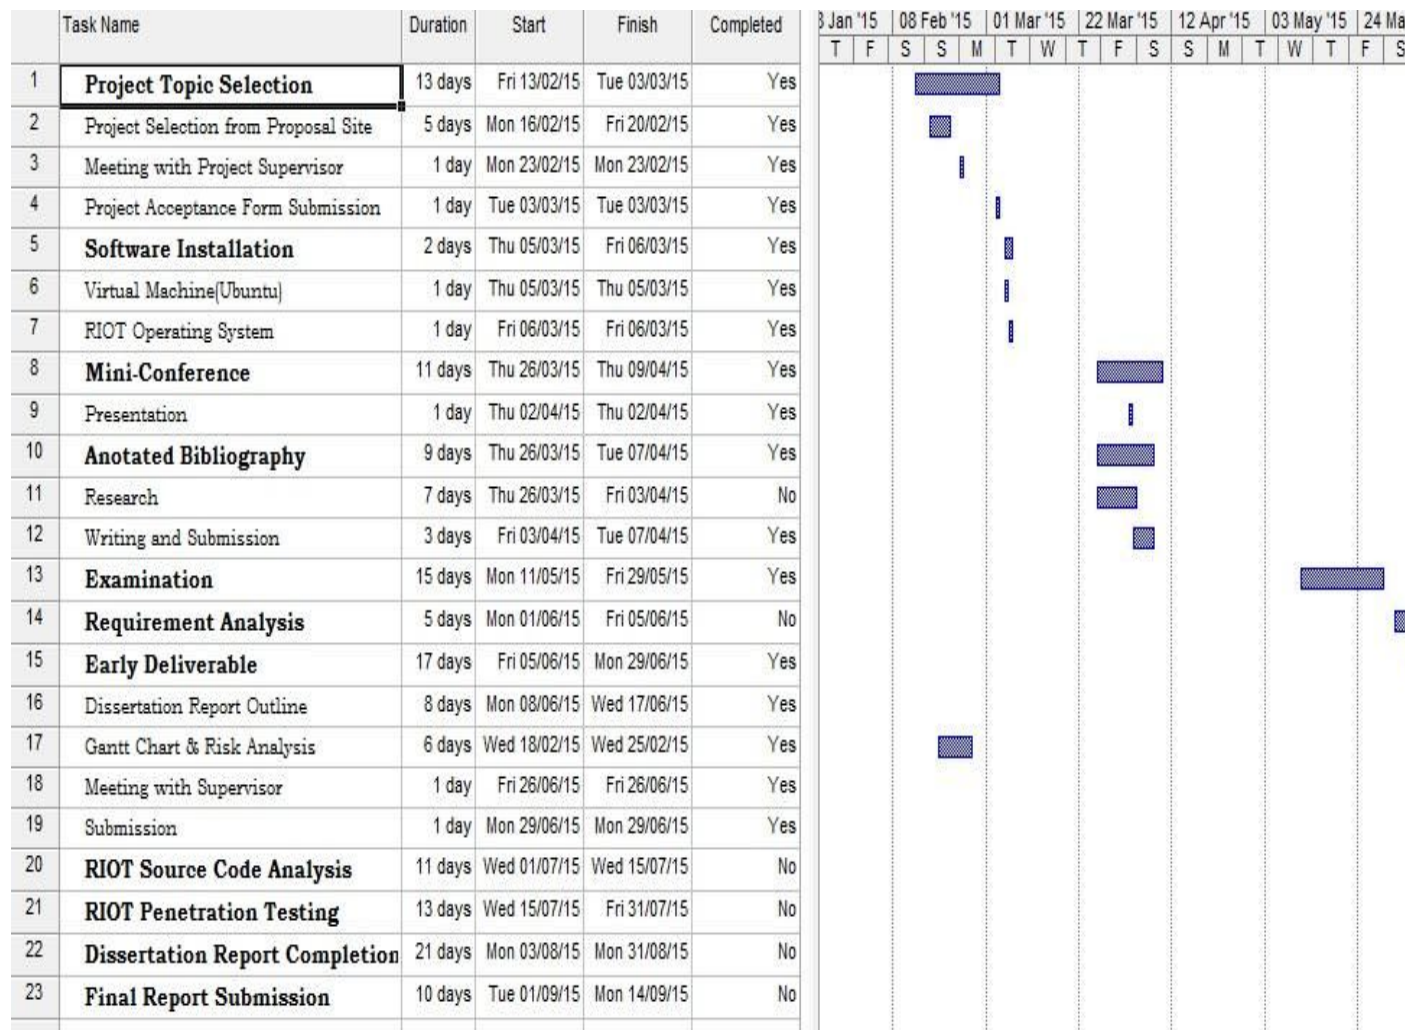 Task Name Duration Start Finish Completed 3 Jan '15 08 Feb '15 01 Mar '15 22 Mar '15 12 Apr '15 03 May '15 24 Ma
T F S S M T W T F S S M T W T F S
1 Project Topic Selection 13 days Fri 13/02/15 Tue 03/03/15 Yes
2 Project Selection from Proposal Site 5 days Mon 16/02/15 Fri 20/02/15 Yes
3 Meeting with Project Supervisor 1 day Mon 23/02/15 Mon 23/02/15 Yes
4 Project Acceptance Form Submission 1 day Tue 03/03/15 Tue 03/03/15 Yes
5 Software Installation 2 days Thu 05/03/15 Fri 06/03/15 Yes
6 Virtual Machine(Ubuntu) 1 day Thu 05/03/15 Thu 05/03/15 Yes
7 RIOT Operating System 1 day Fri 06/03/15 Fri 06/03/15 Yes
8 Mini-Conference 11 days Thu 26/03/15 Thu 09/04/15 Yes
9 Presentation 1 day Thu 02/04/15 Thu 02/04/15 Yes
10 Anotated Bibliography 9 days Thu 26/03/15 Tue 07/04/15 Yes
11 Research 7 days Thu 26/03/15 Fri 03/04/15 No
12 Writing and Submission 3 days Fri 03/04/15 Tue 07/04/15 Yes
13 Examination 15 days Mon 11/05/15 Fri 29/05/15 Yes
14 Requirement Analysis 5 days Mon 01/06/15 Fri 05/06/15 No
15 Early Deliverable 17 days Fri 05/06/15 Mon 29/06/15 Yes
16 Dissertation Report Outline 8 days Mon 08/06/15 Wed 17/06/15 Yes
17 Gantt Chart & Risk Analysis 6 days Wed 18/02/15 Wed 25/02/15 Yes
18 Meeting with Supervisor 1 day Fri 26/06/15 Fri 26/06/15 Yes
19 Submission 1 day Mon 29/06/15 Mon 29/06/15 Yes
20 RIOT Source Code Analysis 11 days Wed 01/07/15 Wed 15/07/15 No
21 RIOT Penetration Testing 13 days Wed 15/07/15 Fri 31/07/15 No
22 Dissertation Report Completion 21 days Mon 03/08/15 Mon 31/08/15 No
23 Final Report Submission 10 days Tue 01/09/15 Mon 14/09/15 No